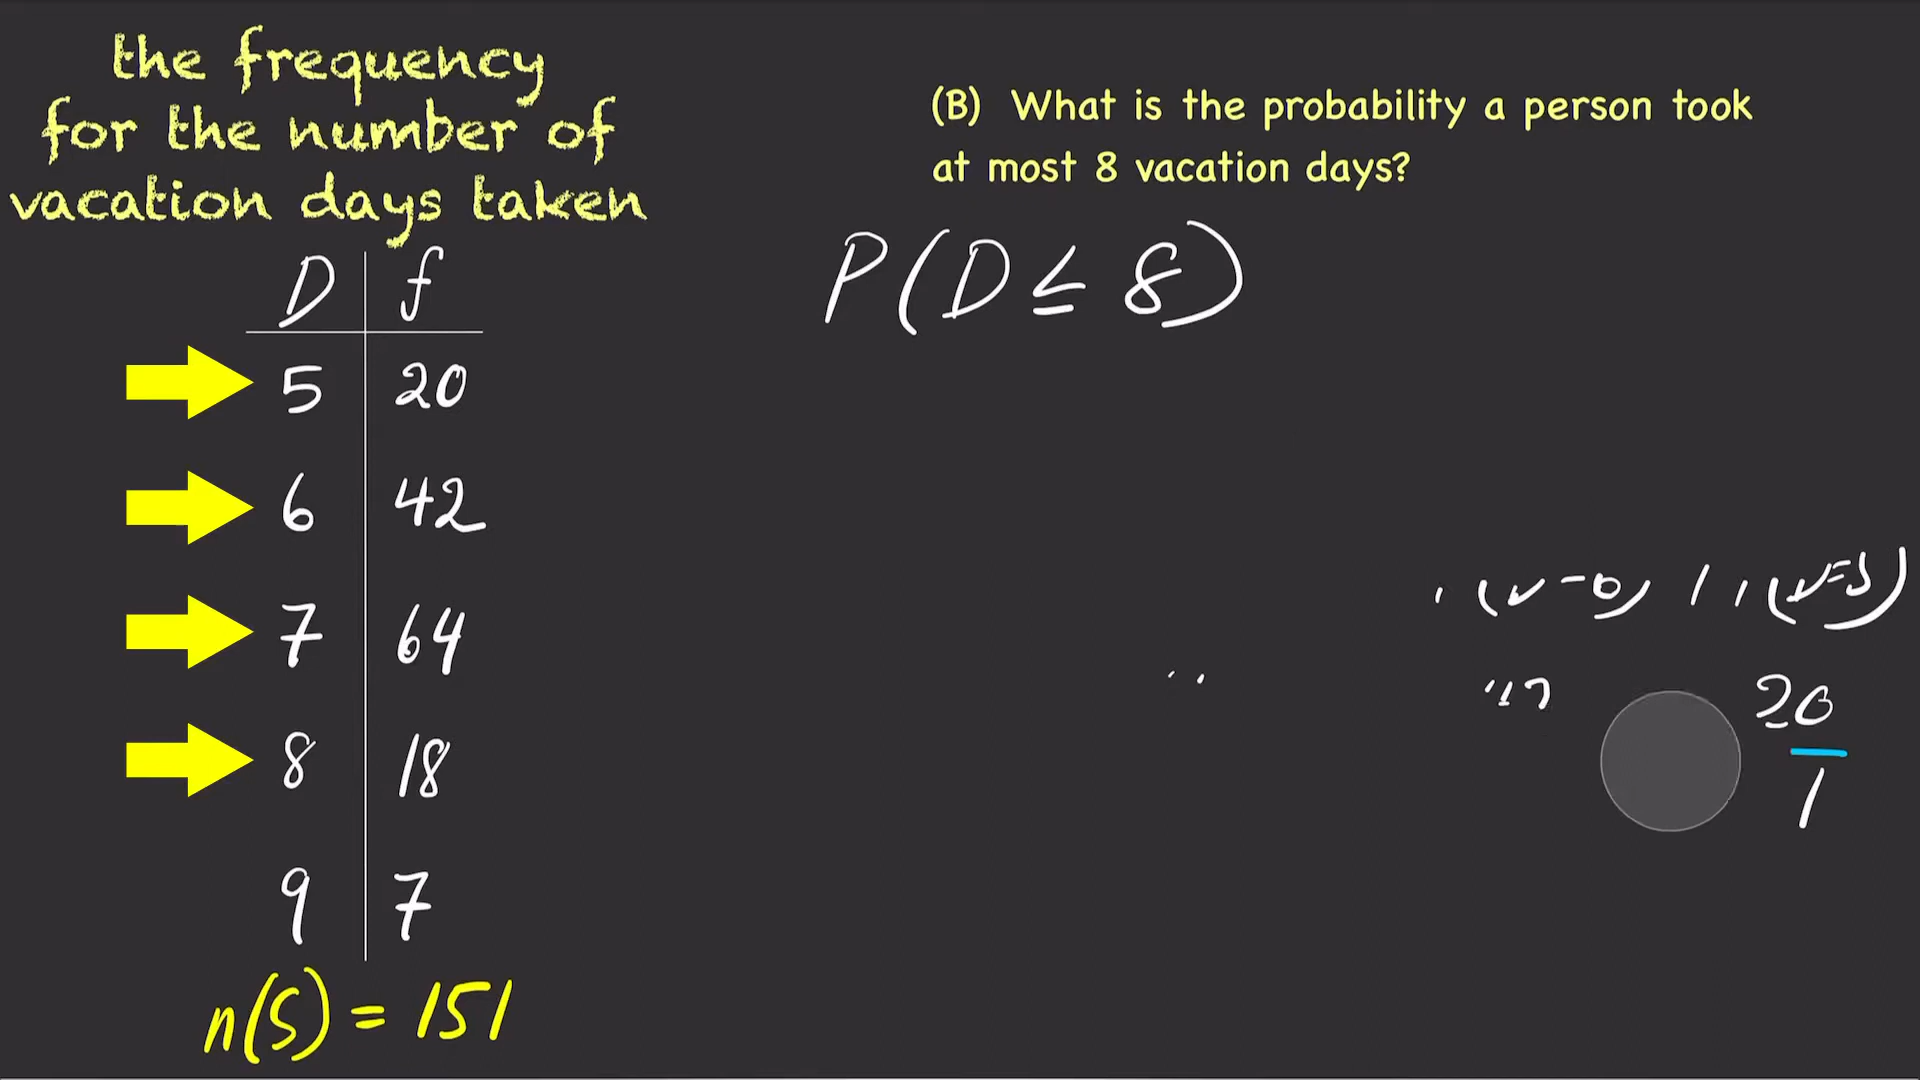 the frequency
for the number of
vacation days taken
D f
5 20
6 42
7 64
8 18
9 7
n(S) = 151
(B) What is the probability a person took
at most 8 vacation days?
P(D ≤ 8)
20